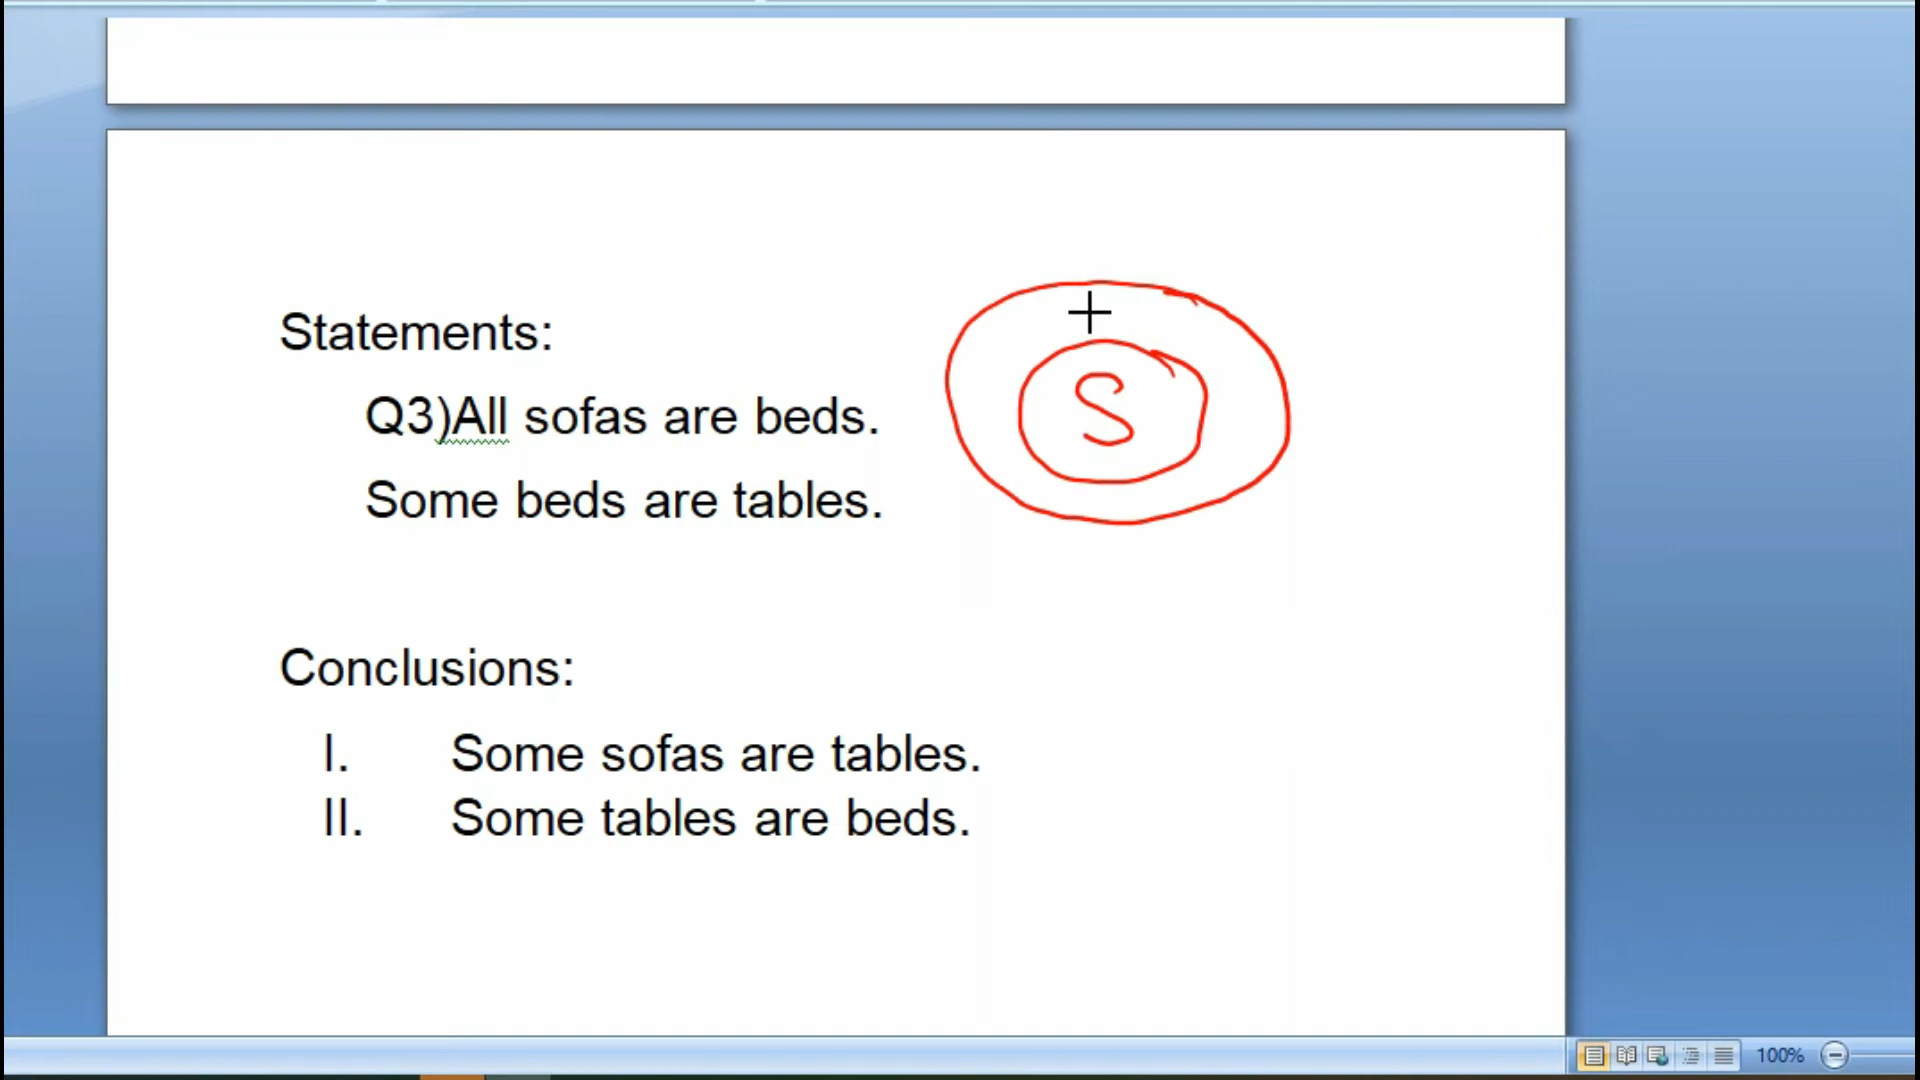 Statements:
Q3)All sofas are beds.
S
Some beds are tables.
Conclusions:
I. Some sofas are tables.
II. Some tables are beds.
100%